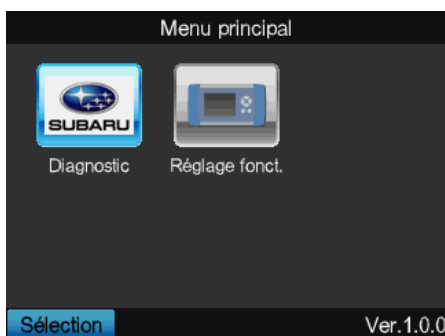 Menu principal
SUBARU
Diagnostic
Réglage fonct.
Sélection
Ver.1.0.0